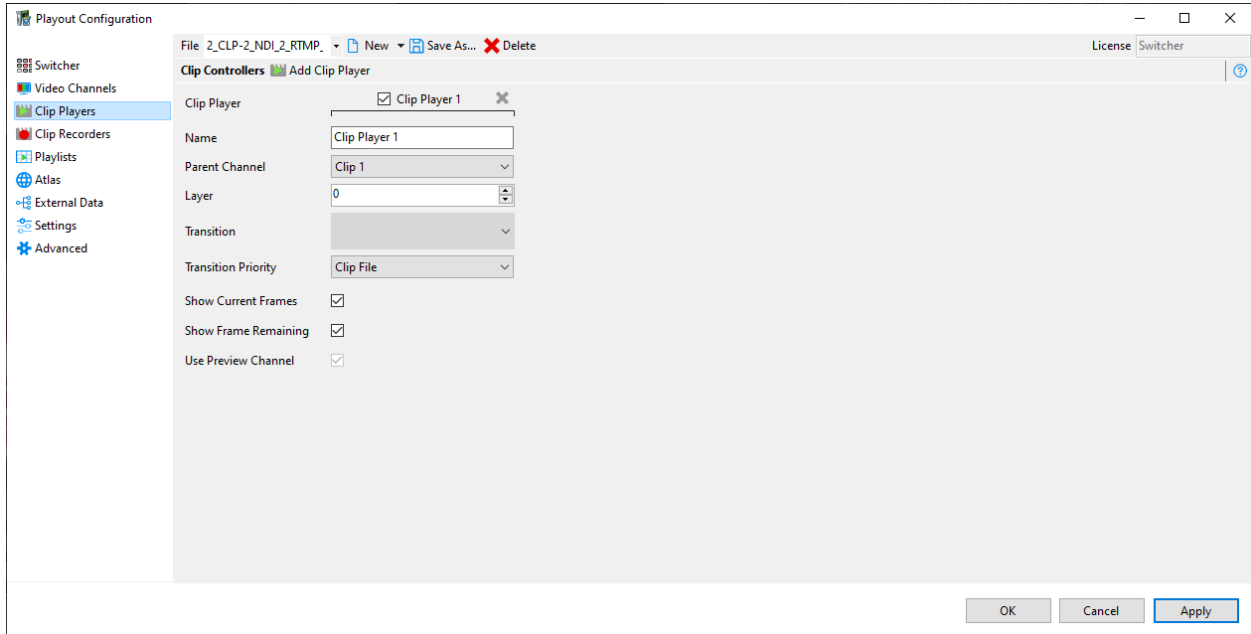 Playout Configuration
File 2_CLP-2_NDI_2_RTMP_ New Save As... Delete License Switcher
Clip Controllers Add Clip Player
Switcher
Video Channels
Clip Players
Clip Recorders
Playlists
Atlas
External Data
Settings
Advanced
Clip Player Clip Player 1
Name Clip Player 1
Parent Channel Clip 1
Layer 0
Transition
Transition Priority Clip File
Show Current Frames
Show Frame Remaining
Use Preview Channel
OK Cancel Apply